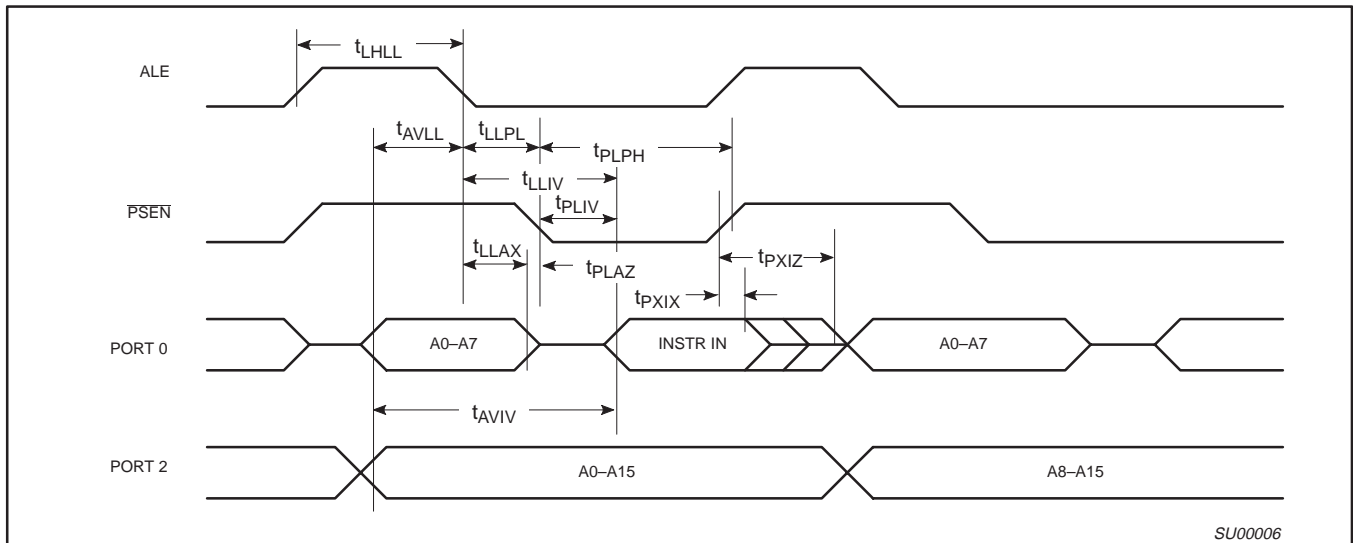 tLHLL
ALE
tAVLL
tLLPL
tPLPH
tLLIV
PSEN
tPLIV
tLLAX
tPLAZ
tPXIZ
tPXIX
PORT 0
A0–A7
INSTR IN
A0–A7
tAVIV
PORT 2
A0–A15
A8–A15
SU00006